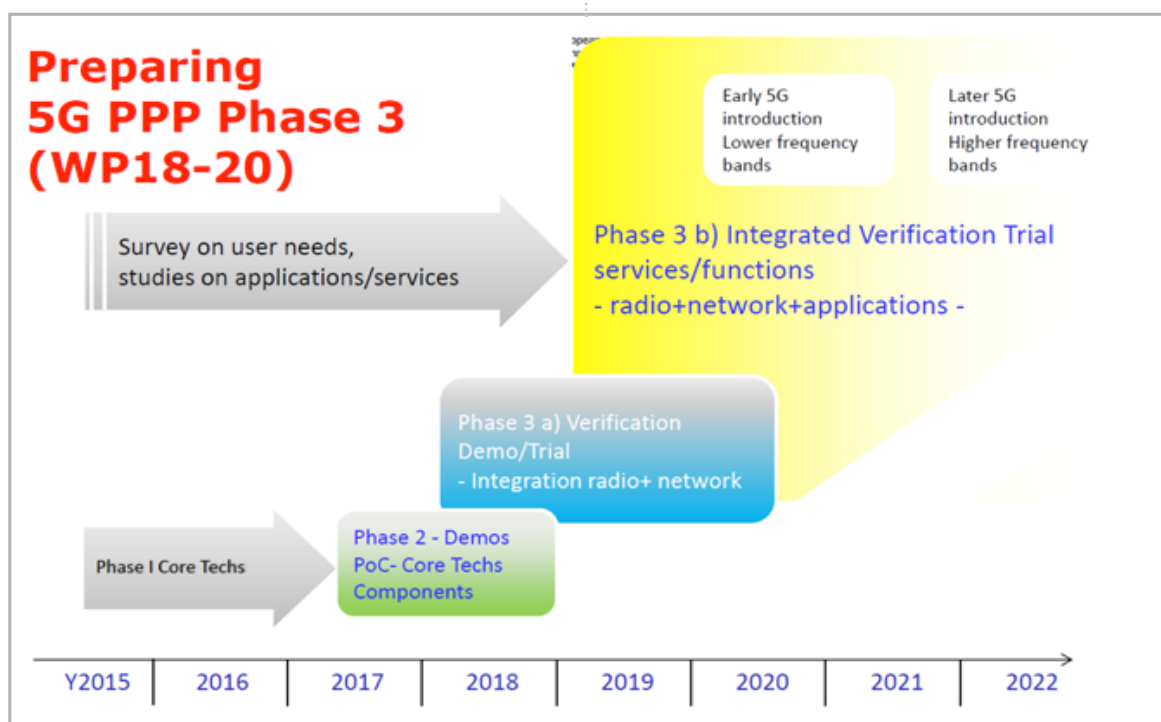 Preparing
5G PPP Phase 3
(WP18-20)
Early 5G
introduction
Lower frequency
bands
Later 5G
introduction
Higher frequency
bands
Survey on user needs,
studies on applications/services
Phase 3 b) Integrated Verification Trial
services/functions
- radio+network+applications -
Phase 3 a) Verification
Demo/Trial
- Integration radio+ network
Phase I Core Techs
Phase 2 - Demos
PoC- Core Techs
Components
Y2015 2016 2017 2018 2019 2020 2021 2022